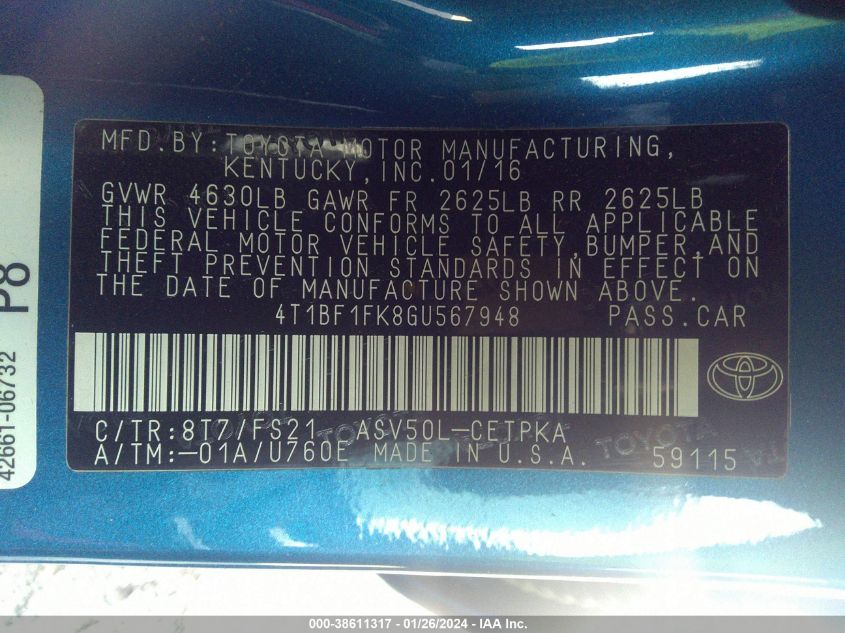 MFD.BY:TOYOTA MOTOR MANUFACTURING,
KENTUCKY,INC.01/16
GVWR 4630LB GAWR FR 2625LB RR 2625LB
THIS VEHICLE CONFORMS TO ALL APPLICABLE
FEDERAL MOTOR VEHICLE SAFETY,BUMPER,AND
THEFT PREVENTION STANDARDS IN EFFECT ON
THE DATE OF MANUFACTURE SHOWN ABOVE.
4T1BF1FK8GU567948 PASS.CAR
C/TR:8T7/FS21 ASV50L-CETPKA
A/TM:-01A/U760E MADE IN U.S.A. 59115
TOYOTA
TOYOTA
TOYOTA
P8
42661-06732
000-38611317 - 01/26/2024 - IAA Inc.